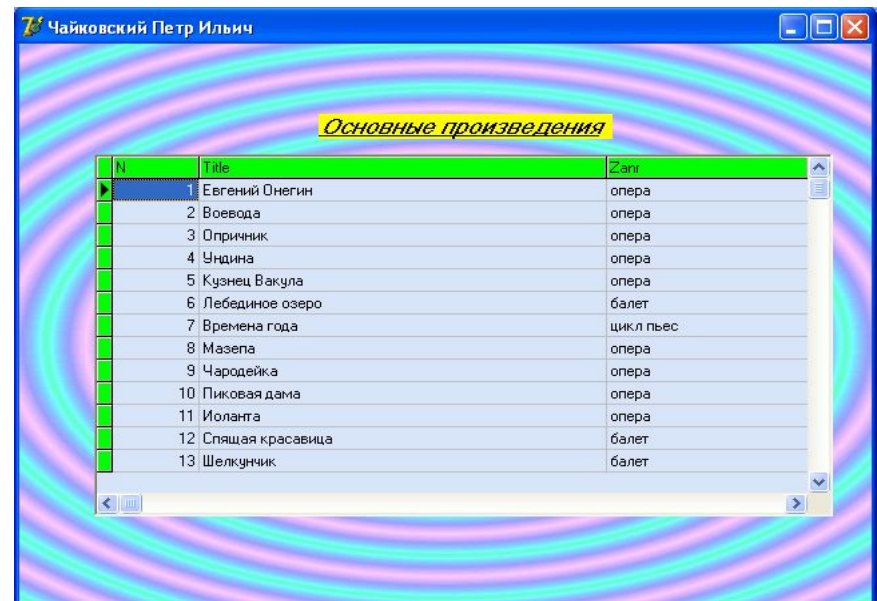 Чайковский Петр Ильич
Основные произведения
N Title Zanr
1 Евгений Онегин опера
2 Воевода опера
3 Опричник опера
4 Ундина опера
5 Кузнец Вакула опера
6 Лебединое озеро балет
7 Времена года цикл пьес
8 Мазепа опера
9 Чародейка опера
10 Пиковая дама опера
11 Иоланта опера
12 Спящая красавица балет
13 Шелкунчик балет